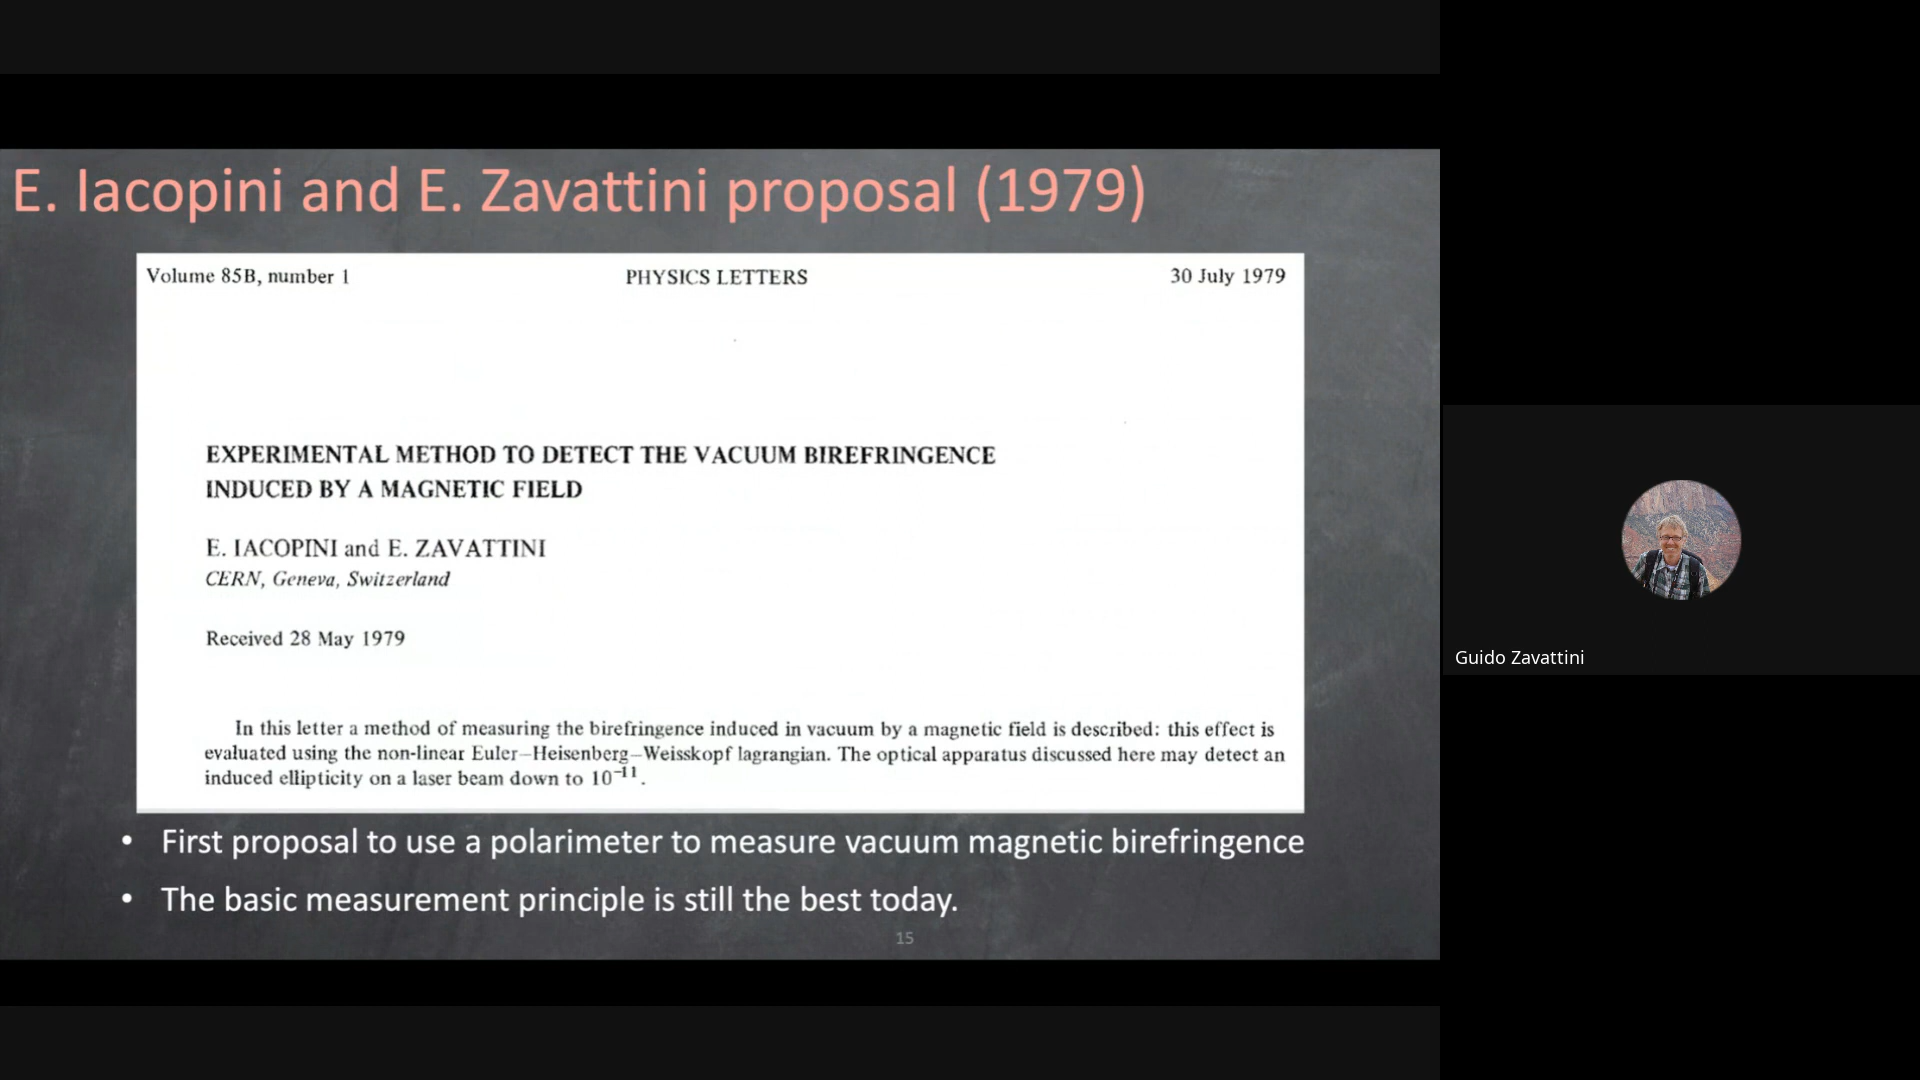 E. Iacopini and E. Zavattini proposal (1979)
Volume 85B, number 1 PHYSICS LETTERS 30 July 1979
EXPERIMENTAL METHOD TO DETECT THE VACUUM BIREFRINGENCE
INDUCED BY A MAGNETIC FIELD
E. IACOPINI and E. ZAVATTINI
CERN, Geneva, Switzerland
Received 28 May 1979
In this letter a method of measuring the birefringence induced in vacuum by a magnetic field is described: this effect is
evaluated using the non-linear Euler–Heisenberg–Weisskopf lagrangian. The optical apparatus discussed here may detect an
induced ellipticity on a laser beam down to 10⁻¹¹.
• First proposal to use a polarimeter to measure vacuum magnetic birefringence
• The basic measurement principle is still the best today.
15
Guido Zavattini